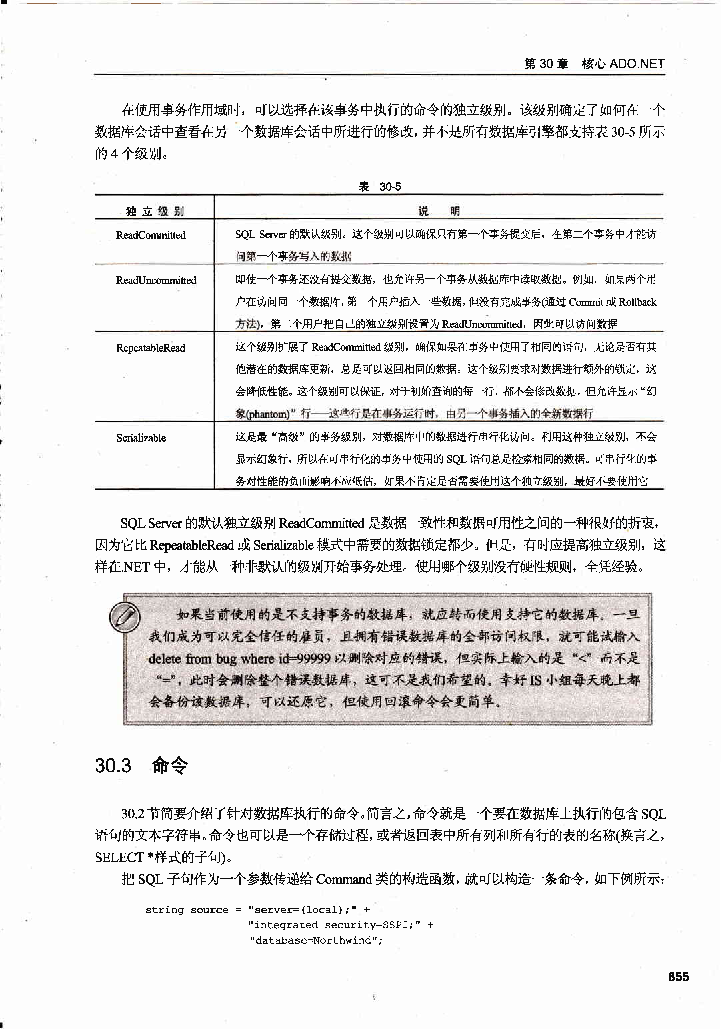 第 30 章 核心 ADO.NET
在使用事务作用域时，可以选择在该事务中执行的命令的独立级别。该级别确定了如何在一个
数据库会话中查看在另一个数据库会话中所进行的修改，并不是所有数据库引擎都支持表 30-5 所示
的 4 个级别。
表 30-5
独 立 级 别 说 明
ReadCommitted SQL Server 的默认级别。这个级别可以确保只有第一个事务提交后，在第二个事务中才能访
问第一个事务写入的数据
ReadUncommitted 即使一个事务还没有提交数据，也允许另一个事务从数据库中读取数据。例如，如果两个用
户在访问同一个数据库，第一个用户插入一些数据，但没有完成事务(通过 Commit 或 Rollback
方法)，第二个用户把自己的独立级别设置为 ReadUncommitted，因此可以访问数据
RepeatableRead 这个级别扩展了 ReadCommitted 级别，确保如果在事务中使用了相同的语句，无论是否有其
他潜在的数据库更新，总是可以返回相同的数据。这个级别要求对数据进行额外的锁定，这
会降低性能。这个级别可以保证，对于初始查询的每一行，都不会修改数据，但允许显示“幻
象(phantom)”行——这些行是在事务运行时，由另一个事务插入的全新数据行
Serializable 这是最“高级”的事务级别，对数据库中的数据进行串行化访问。利用这种独立级别，不会
显示幻象行，所以在可串行化的事务中使用的 SQL 语句总是检索相同的数据。可串行化的事
务对性能的负面影响不应低估，如果不肯定是否需要使用这个独立级别，最好不要使用它
SQL Server 的默认独立级别 ReadCommitted 是数据一致性和数据可用性之间的一种很好的折衷，
因为它比 RepeatableRead 或 Serializable 模式中需要的数据锁定都少。但是，有时应提高独立级别，这
样在.NET 中，才能从一种非默认的级别开始事务处理。使用哪个级别没有硬性规则，全凭经验。
如果当前使用的是不支持事务的数据库，就应转而使用支持它的数据库。一旦
我们成为可以完全信任的雇员，且拥有错误数据库的全部访问权限，就可能试输入
delete from bug where id=99999 以删除对应的错误，但实际上输入的是“<”而不是
“=”，此时会删除整个错误数据库，这可不是我们希望的。幸好 IS 小组每天晚上都
会备份该数据库，可以还原它，但使用回滚命令会更简单。
30.3 命令
30.2 节简要介绍了针对数据库执行的命令。简言之，命令就是一个要在数据库上执行的包含 SQL
语句的文本字符串。命令也可以是一个存储过程，或者返回表中所有列和所有行的表的名称(换言之，
SELECT *样式的子句)。
把 SQL 子句作为一个参数传递给 Command 类的构造函数，就可以构造一条命令，如下例所示：
string source = "server=(local);" +
"integrated security=SSPI;" +
"database=Northwind";
855